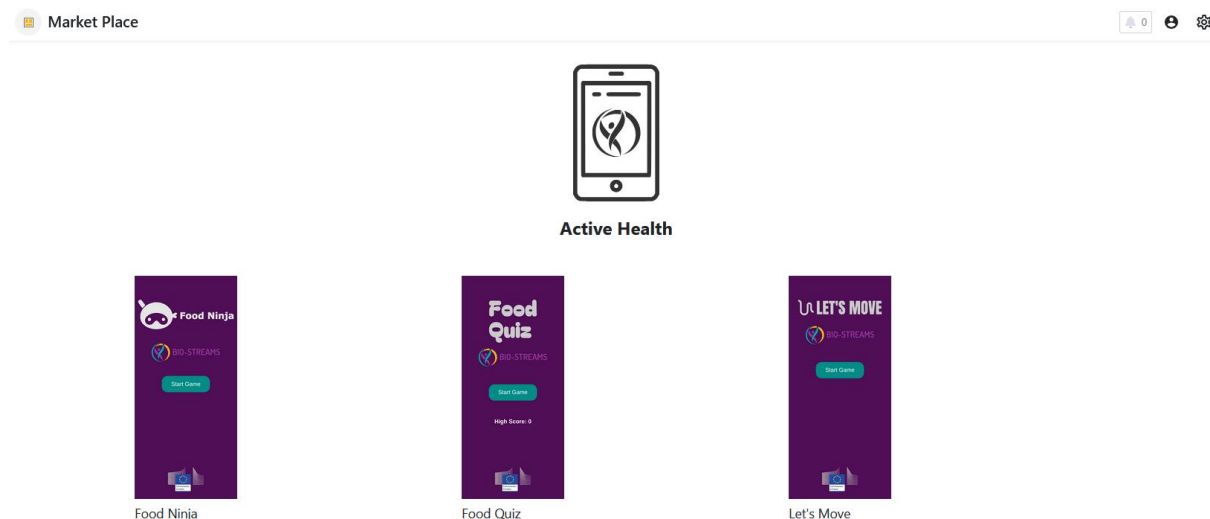 Market Place
0
Active Health
Food Ninja
BIO-STREAMS
Start Game
Food
Quiz
BIO-STREAMS
Start Game
High Score: 0
LET'S MOVE
BIO-STREAMS
Start Game
Food Ninja
Food Quiz
Let's Move